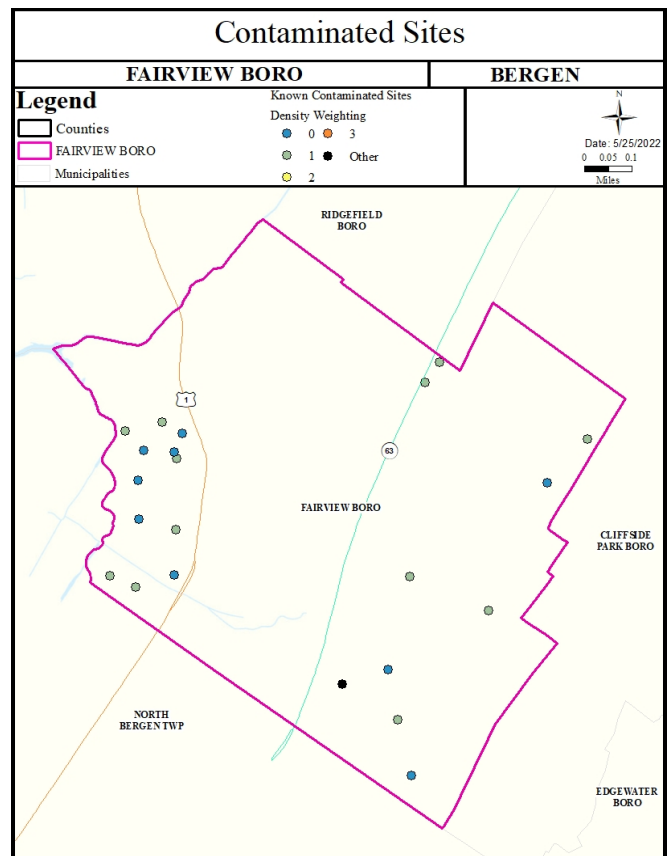 Contaminated Sites
FAIRVIEW BORO
BERGEN
Legend
Counties
FAIRVIEW BORO
Municipalities
Known Contaminated Sites
Density Weighting
0 3
1 Other
2
N
Date: 5/25/2022
0 0.05 0.1
Miles
RIDGEFIELD
BORO
1
63
FAIRVIEW BORO
CLIFFSIDE
PARK BORO
NORTH
BERGEN TWP
EDGEWATER
BORO